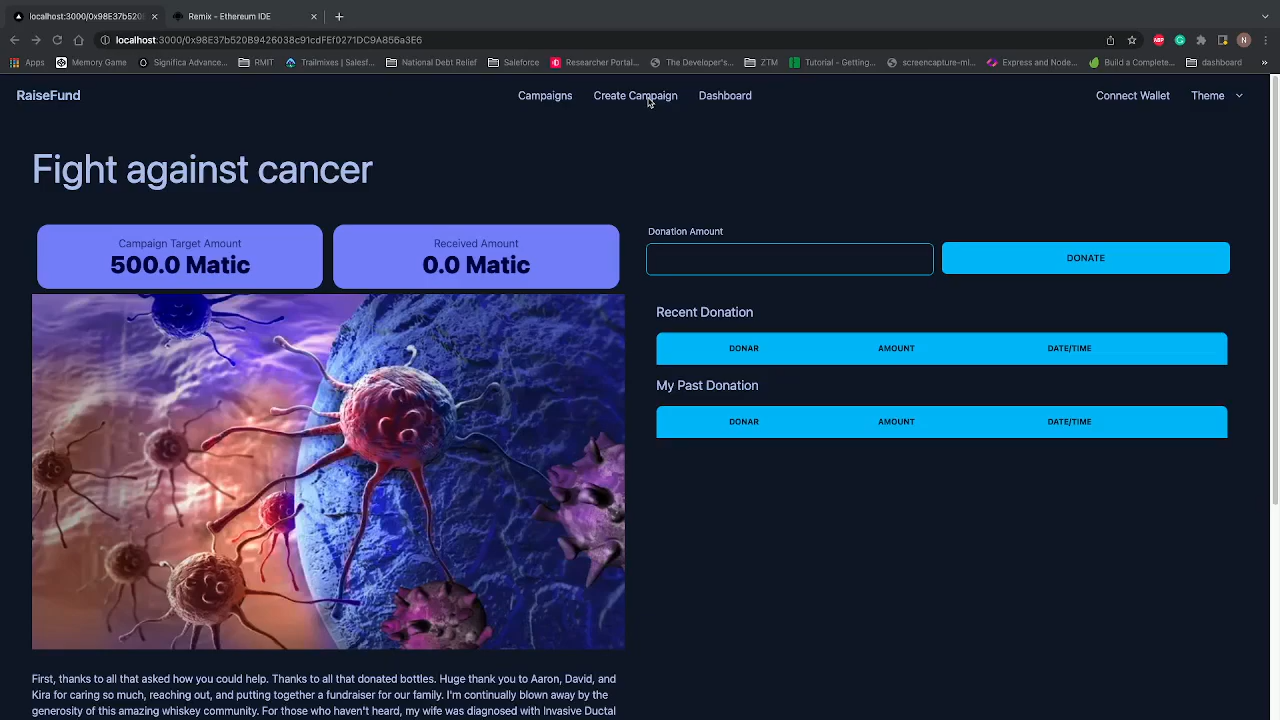 localhost:3000/0x98E37b520
Remix - Ethereum IDE
localhost:3000/0x98E37b520B9426038c91cdFEf0271DC9A856a3E6
Apps
Memory Game
Significa Advance...
RMIT
Trailmixes | Salesf...
National Debt Relief
Salesforce
Researcher Portal...
The Developer's...
ZTM
Tutorial - Getting...
screencapture-ml...
Express and Node...
Build a Complete...
dashboard
RaiseFund
Campaigns
Create Campaign
Dashboard
Connect Wallet
Theme
Fight against cancer
Campaign Target Amount
500.0 Matic
Received Amount
0.0 Matic
Donation Amount
DONATE
Recent Donation
DONAR AMOUNT DATE/TIME
My Past Donation
DONAR AMOUNT DATE/TIME
First, thanks to all that asked how you could help. Thanks to all that donated bottles. Huge thank you to Aaron, David, and
Kira for caring so much, reaching out, and putting together a fundraiser for our family. I'm continually blown away by the
generosity of this amazing whiskey community. For those who haven't heard, my wife was diagnosed with Invasive Ductal